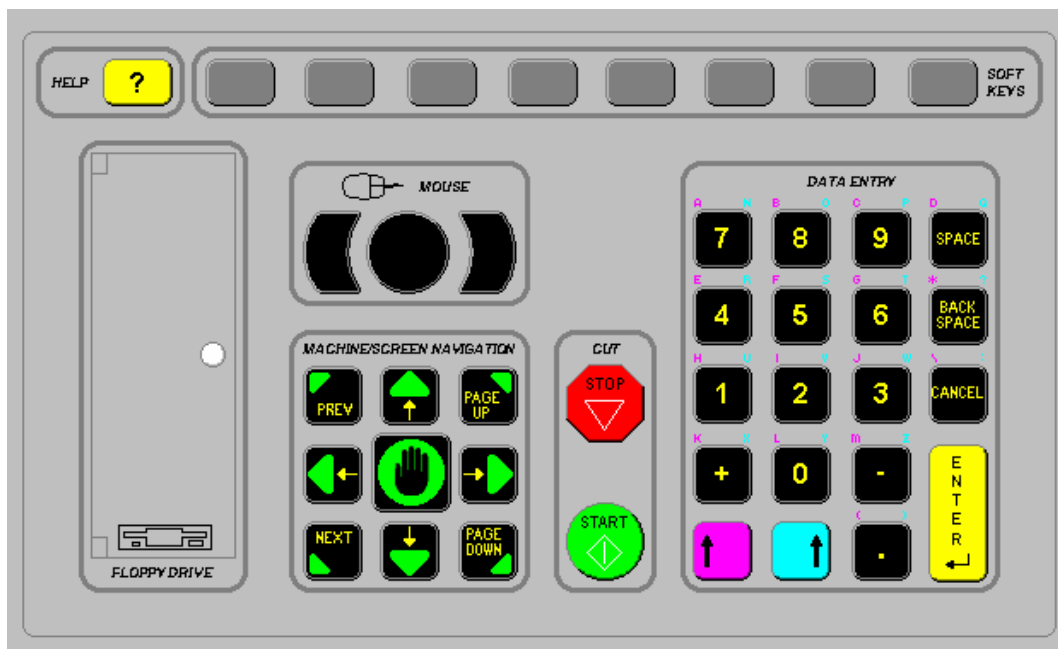 HELP
?
SOFT
KEYS
MOUSE
DATA ENTRY
A N B O C P D Q
7 8 9 SPACE
E R F S G T * ?
4 5 6 BACK
SPACE
MACHINE/SCREEN NAVIGATION
CUT
PREV
PAGE
UP
STOP
H U I V J W \ :
1 2 3 CANCEL
K X L Y M Z
+ 0 -
E
N
T
E
R
NEXT
PAGE
DOWN
START
( )
.
FLOPPY DRIVE